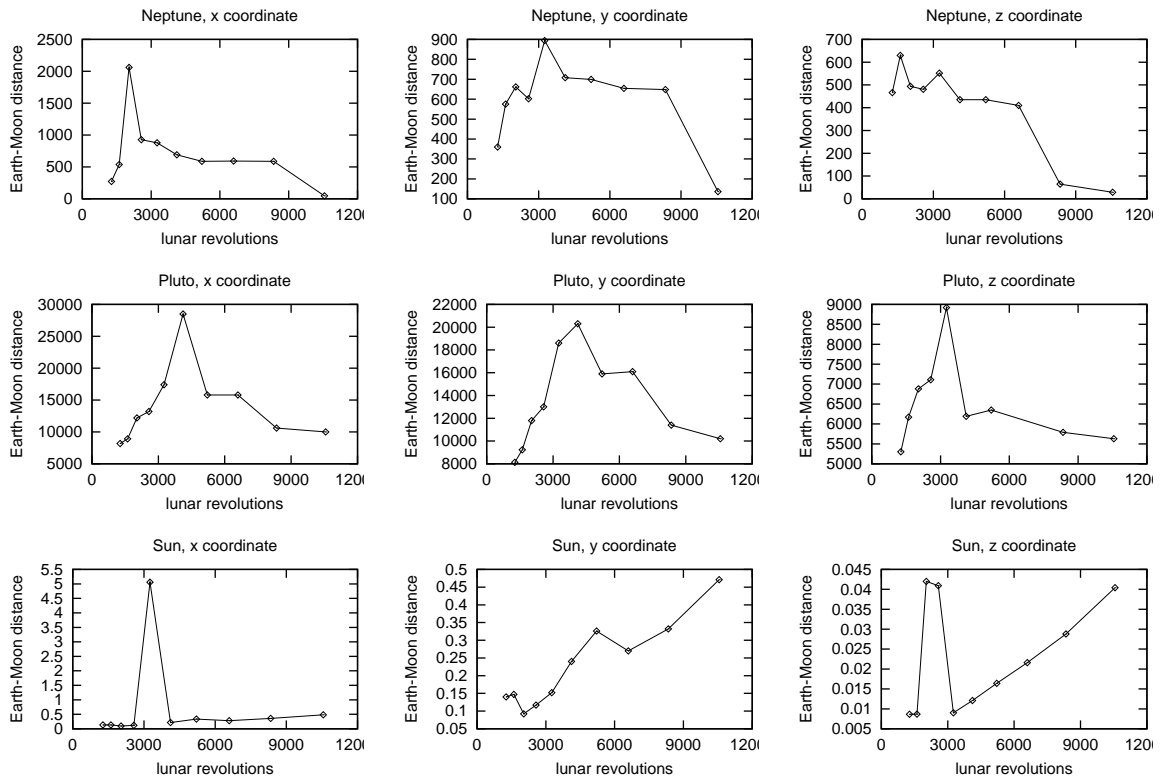 Neptune, x coordinate
Earth-Moon distance
2500
2000
1500
1000
500
0
0 3000 6000 9000 1200
lunar revolutions
Neptune, y coordinate
Earth-Moon distance
900
800
700
600
500
400
300
200
100
0 3000 6000 9000 1200
lunar revolutions
Neptune, z coordinate
Earth-Moon distance
700
600
500
400
300
200
100
0
0 3000 6000 9000 1200
lunar revolutions
Pluto, x coordinate
Earth-Moon distance
30000
25000
20000
15000
10000
5000
0 3000 6000 9000 1200
lunar revolutions
Pluto, y coordinate
Earth-Moon distance
22000
20000
18000
16000
14000
12000
10000
8000
0 3000 6000 9000 1200
lunar revolutions
Pluto, z coordinate
Earth-Moon distance
9000
8500
8000
7500
7000
6500
6000
5500
5000
0 3000 6000 9000 1200
lunar revolutions
Sun, x coordinate
Earth-Moon distance
5.5
5
4.5
4
3.5
3
2.5
2
1.5
1
0.5
0
0 3000 6000 9000 1200
lunar revolutions
Sun, y coordinate
Earth-Moon distance
0.5
0.45
0.4
0.35
0.3
0.25
0.2
0.15
0.1
0.05
0 3000 6000 9000 1200
lunar revolutions
Sun, z coordinate
Earth-Moon distance
0.045
0.04
0.035
0.03
0.025
0.02
0.015
0.01
0.005
0 3000 6000 9000 1200
lunar revolutions